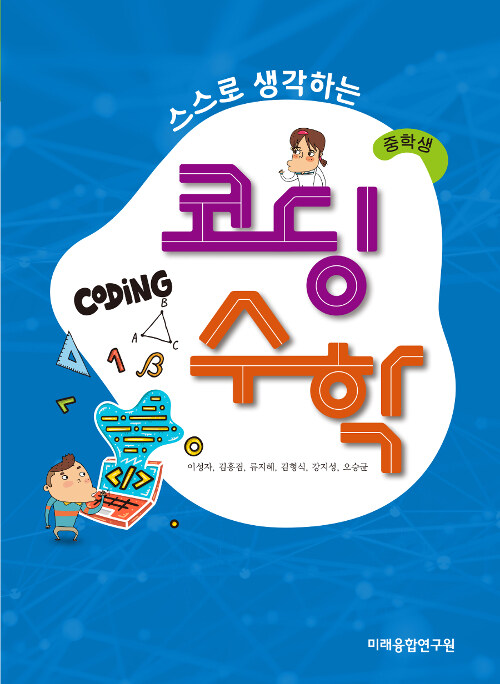 스스로 생각하는
중학생
코딩
수학
CODiNG
B
A
C
1
β
</>
이성자, 김홍겸, 류지혜, 김형식, 강지성, 오승균
미래융합연구원